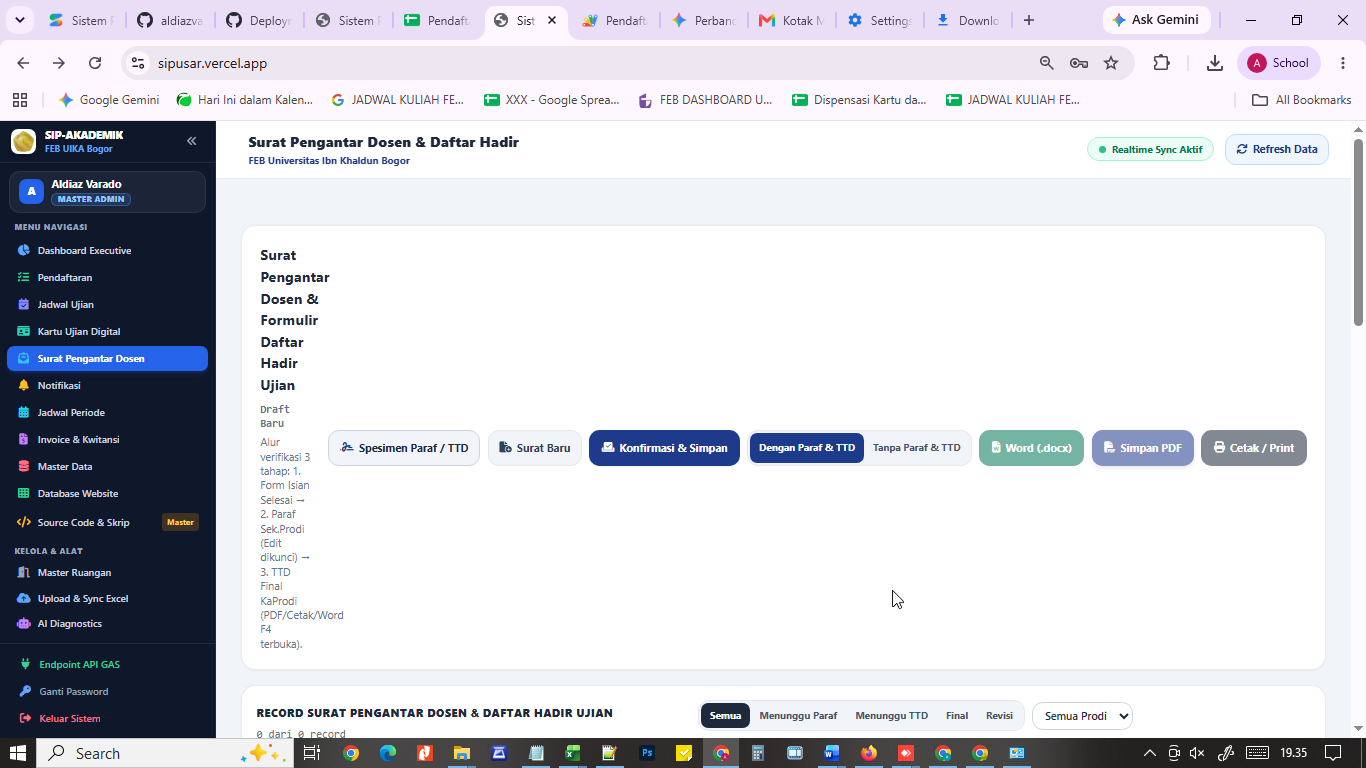 Sistem P
aldiazva
Deployn
Sistem P
Pendaft
Sist
Pendaft
Perban
Kotak M
Settings
Downlo
Ask Gemini
sipusar.vercel.app
A School
Google Gemini
Hari Ini dalam Kalen...
JADWAL KULIAH FE...
XXX - Google Sprea...
FEB DASHBOARD U...
Dispensasi Kartu da...
JADWAL KULIAH FE...
All Bookmarks
SIP-AKADEMIK
FEB UIKA Bogor
A
Aldiaz Varado
MASTER ADMIN
MENU NAVIGASI
Dashboard Executive
Pendaftaran
Jadwal Ujian
Kartu Ujian Digital
Surat Pengantar Dosen
Notifikasi
Jadwal Periode
Invoice & Kwitansi
Master Data
Database Website
Source Code & Skrip
Master
KELOLA & ALAT
Master Ruangan
Upload & Sync Excel
AI Diagnostics
Endpoint API GAS
Ganti Password
Keluar Sistem
Surat Pengantar Dosen & Daftar Hadir
FEB Universitas Ibn Khaldun Bogor
Realtime Sync Aktif
Refresh Data
Surat
Pengantar
Dosen &
Formulir
Daftar
Hadir
Ujian
Draft
Baru
Alur
verifikasi 3
tahap: 1.
Form Isian
Selesai →
2. Paraf
Sek.Prodi
(Edit
dikunci) →
3. TTD
Final
KaProdi
(PDF/Cetak/Word
F4
terbuka).
Spesimen Paraf / TTD
Surat Baru
Konfirmasi & Simpan
Dengan Paraf & TTD
Tanpa Paraf & TTD
Word (.docx)
Simpan PDF
Cetak / Print
RECORD SURAT PENGANTAR DOSEN & DAFTAR HADIR UJIAN
0 dari 0 record
Semua
Menunggu Paraf
Menunggu TTD
Final
Revisi
Semua Prodi
Search
19.35